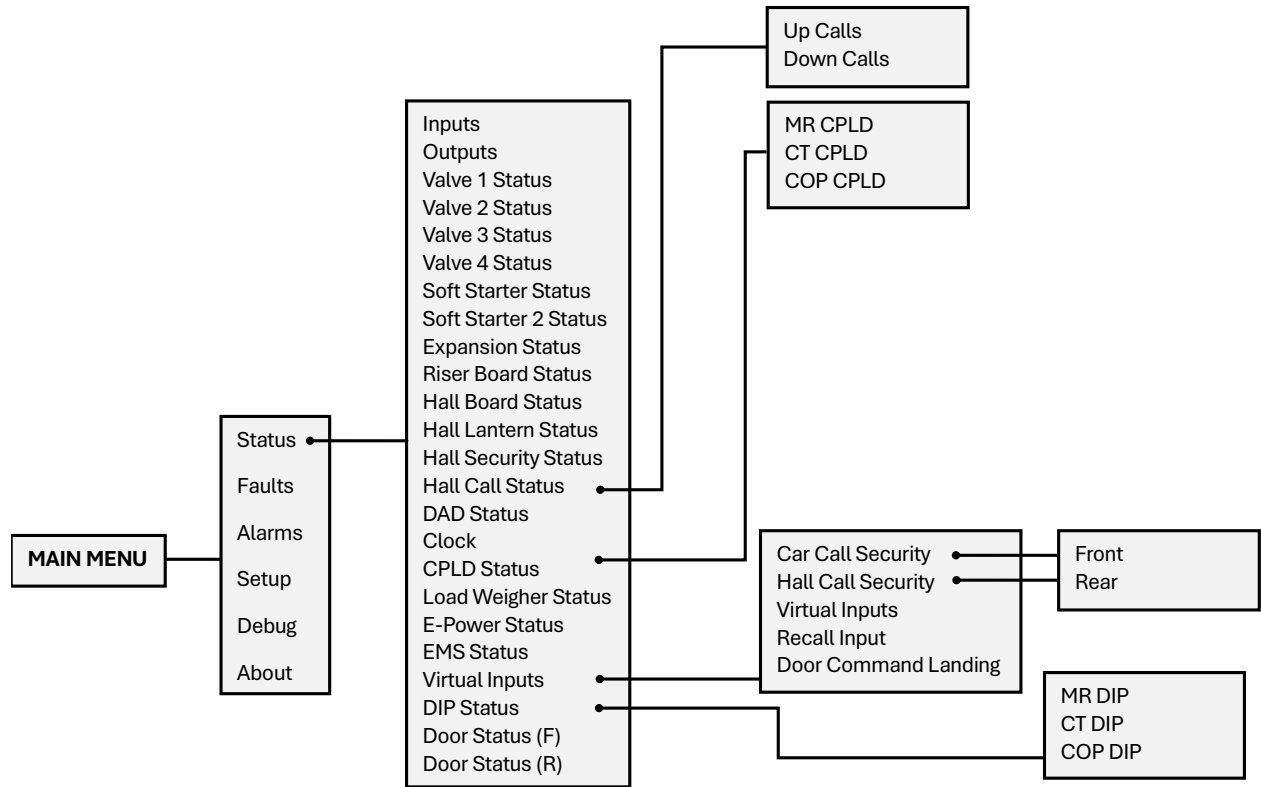 MAIN MENU
Status
Faults
Alarms
Setup
Debug
About
Inputs
Outputs
Valve 1 Status
Valve 2 Status
Valve 3 Status
Valve 4 Status
Soft Starter Status
Soft Starter 2 Status
Expansion Status
Riser Board Status
Hall Board Status
Hall Lantern Status
Hall Security Status
Hall Call Status
DAD Status
Clock
CPLD Status
Load Weigher Status
E-Power Status
EMS Status
Virtual Inputs
DIP Status
Door Status (F)
Door Status (R)
Up Calls
Down Calls
MR CPLD
CT CPLD
COP CPLD
Car Call Security
Hall Call Security
Virtual Inputs
Recall Input
Door Command Landing
Front
Rear
MR DIP
CT DIP
COP DIP